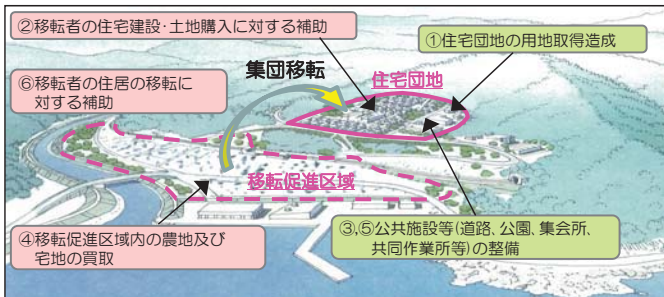 ②移転者の住宅建設･土地購入に対する補助
①住宅団地の用地取得造成
⑥移転者の住居の移転に
対する補助
集団移転
住宅団地
移転促進区域
④移転促進区域内の農地及び
宅地の買取
③,⑤公共施設等(道路、公園、集会所、
共同作業所等)の整備